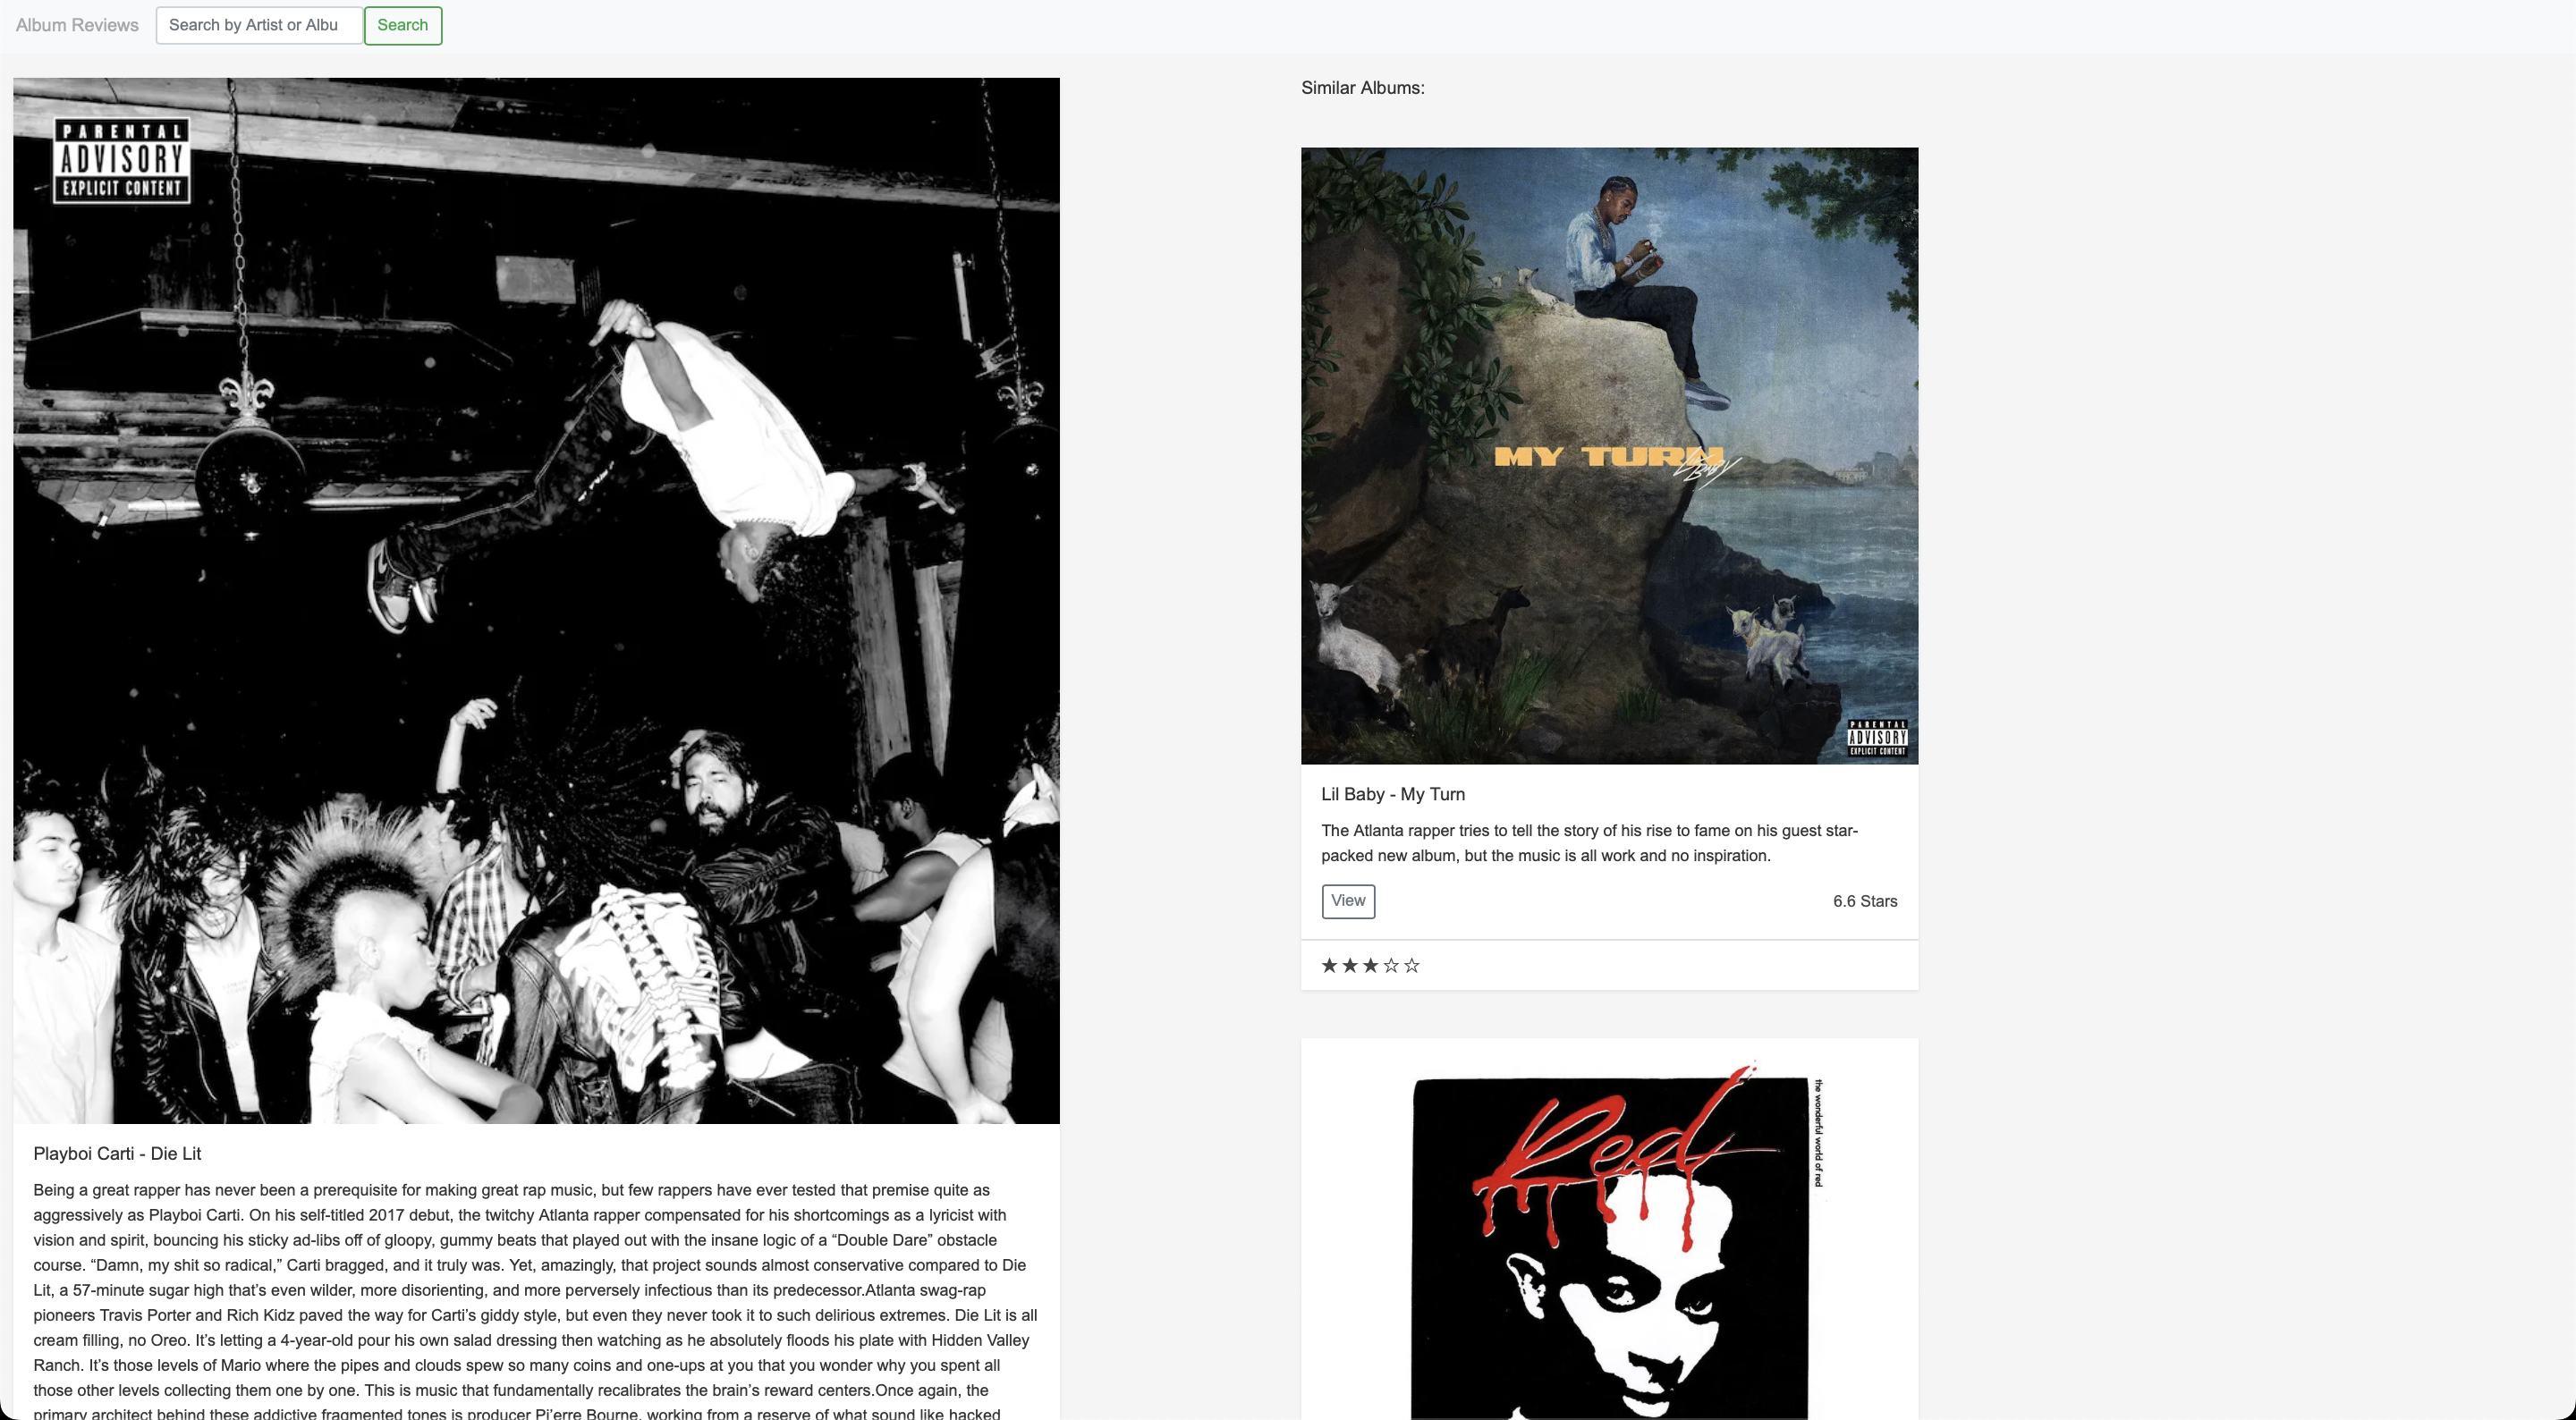 Album Reviews
Search by Artist or Albu
Search
PARENTAL
ADVISORY
EXPLICIT CONTENT
Playboi Carti - Die Lit
Being a great rapper has never been a prerequisite for making great rap music, but few rappers have ever tested that premise quite as
aggressively as Playboi Carti. On his self-titled 2017 debut, the twitchy Atlanta rapper compensated for his shortcomings as a lyricist with
vision and spirit, bouncing his sticky ad-libs off of gloopy, gummy beats that played out with the insane logic of a “Double Dare” obstacle
course. “Damn, my shit so radical,” Carti bragged, and it truly was. Yet, amazingly, that project sounds almost conservative compared to Die
Lit, a 57-minute sugar high that’s even wilder, more disorienting, and more perversely infectious than its predecessor.Atlanta swag-rap
pioneers Travis Porter and Rich Kidz paved the way for Carti’s giddy style, but even they never took it to such delirious extremes. Die Lit is all
cream filling, no Oreo. It’s letting a 4-year-old pour his own salad dressing then watching as he absolutely floods his plate with Hidden Valley
Ranch. It’s those levels of Mario where the pipes and clouds spew so many coins and one-ups at you that you wonder why you spent all
those other levels collecting them one by one. This is music that fundamentally recalibrates the brain’s reward centers.Once again, the
primary architect behind these addictive fragmented tones is producer Pi’erre Bourne, working from a reserve of what sound like hacked
Similar Albums:
MY TURN
Lil Baby
PARENTAL
ADVISORY
EXPLICIT CONTENT
Lil Baby - My Turn
The Atlanta rapper tries to tell the story of his rise to fame on his guest star-
packed new album, but the music is all work and no inspiration.
View
6.6 Stars
★★★☆☆
Red
the wonderful world of red